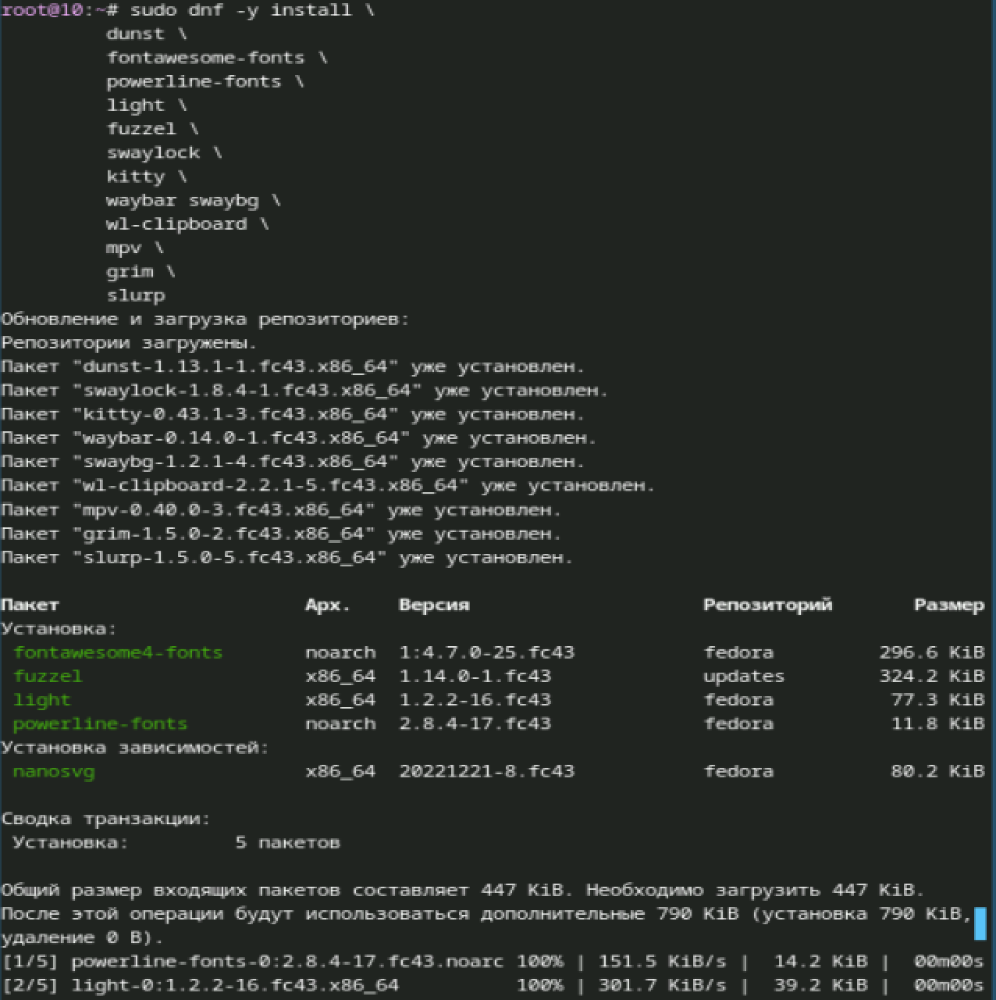 root@10:~# sudo dnf -y install \
dunst \
fontawesome-fonts \
powerline-fonts \
light \
fuzzel \
swaylock \
kitty \
waybar swaybg \
wl-clipboard \
mpv \
grim \
slurp
Обновление и загрузка репозиториев:
Репозитории загружены.
Пакет "dunst-1.13.1-1.fc43.x86_64" уже установлен.
Пакет "swaylock-1.8.4-1.fc43.x86_64" уже установлен.
Пакет "kitty-0.43.1-3.fc43.x86_64" уже установлен.
Пакет "waybar-0.14.0-1.fc43.x86_64" уже установлен.
Пакет "swaybg-1.2.1-4.fc43.x86_64" уже установлен.
Пакет "wl-clipboard-2.2.1-5.fc43.x86_64" уже установлен.
Пакет "mpv-0.40.0-3.fc43.x86_64" уже установлен.
Пакет "grim-1.5.0-2.fc43.x86_64" уже установлен.
Пакет "slurp-1.5.0-5.fc43.x86_64" уже установлен.
Пакет Арх. Версия Репозиторий Размер
Установка:
fontawesome4-fonts noarch 1:4.7.0-25.fc43 fedora 296.6 KiB
fuzzel x86_64 1.14.0-1.fc43 updates 324.2 KiB
light x86_64 1.2.2-16.fc43 fedora 77.3 KiB
powerline-fonts noarch 2.8.4-17.fc43 fedora 11.8 KiB
Установка зависимостей:
nanosvg x86_64 20221221-8.fc43 fedora 80.2 KiB
Сводка транзакции:
Установка: 5 пакетов
Общий размер входящих пакетов составляет 447 KiB. Необходимо загрузить 447 KiB.
После этой операции будут использоваться дополнительные 790 KiB (установка 790 KiB,
удаление 0 B).
[1/5] powerline-fonts-0:2.8.4-17.fc43.noarc 100% | 151.5 KiB/s | 14.2 KiB | 00m00s
[2/5] light-0:1.2.2-16.fc43.x86_64 100% | 301.7 KiB/s | 39.2 KiB | 00m00s